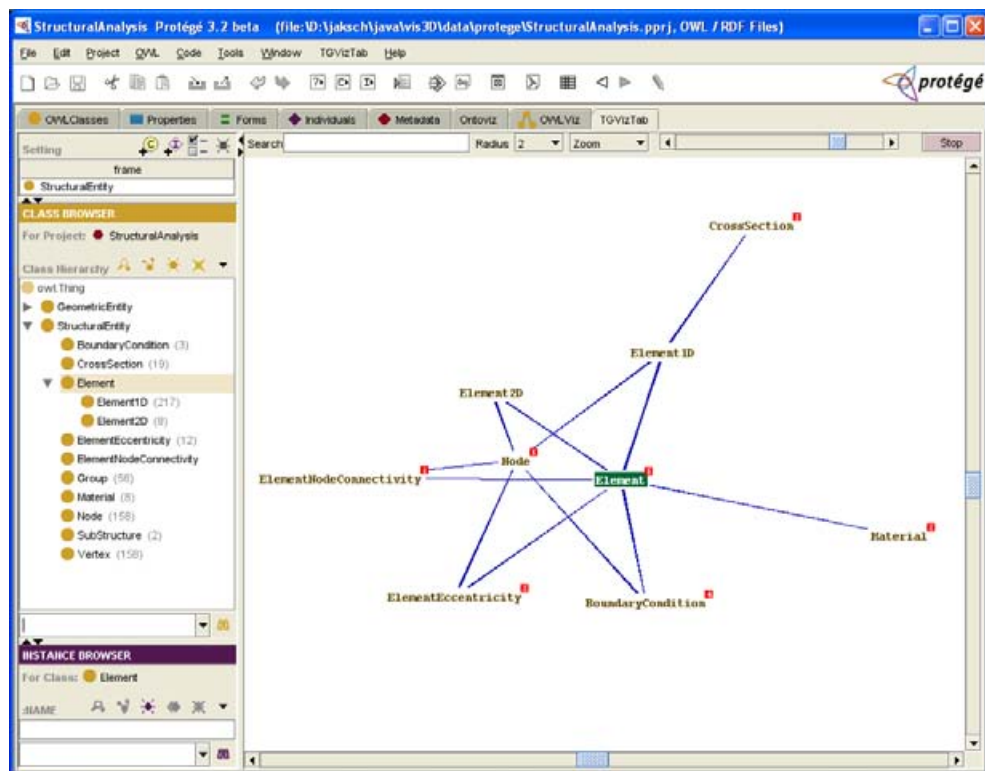 StructuralAnalysis Protégé 3.2 beta (file:\D:\jaksch\java\vis3D\data\protege\StructuralAnalysis.pprj, OWL / RDF Files)
File Edit Project OWL Code Tools Window TGVizTab Help
protégé
OWLClasses Properties Forms Individuals Metadata Ontoviz OWLViz TGVizTab
Setting
Search Radius 2 Zoom Stop
frame
StructuralEntity
CLASS BROWSER
For Project: StructuralAnalysis
Class Hierarchy
owl:Thing
GeometricEntity
StructuralEntity
BoundaryCondition (3)
CrossSection (19)
Element
Element1D (217)
Element2D (8)
ElementEccentricity (12)
ElementNodeConnectivity
Group (56)
Material (8)
Node (158)
SubStructure (2)
Vertex (158)
INSTANCE BROWSER
For Class: Element
:NAME
CrossSection
Element1D
Element2D
Node
ElementNodeConnectivity
Element
Material
ElementEccentricity
BoundaryCondition